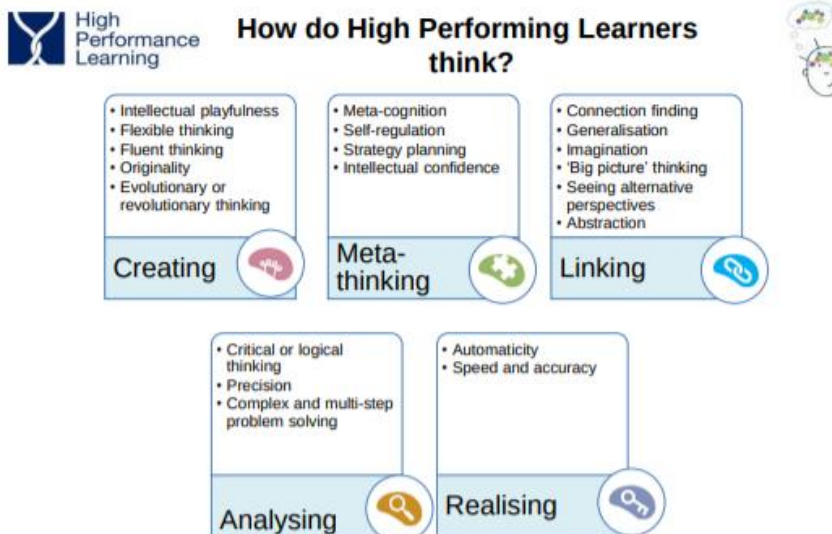 High
Performance
Learning
How do High Performing Learners
think?
• Intellectual playfulness
• Flexible thinking
• Fluent thinking
• Originality
• Evolutionary or
revolutionary thinking
Creating
• Meta-cognition
• Self-regulation
• Strategy planning
• Intellectual confidence
Meta-
thinking
• Connection finding
• Generalisation
• Imagination
• ‘Big picture’ thinking
• Seeing alternative
perspectives
• Abstraction
Linking
• Critical or logical
thinking
• Precision
• Complex and multi-step
problem solving
Analysing
• Automaticity
• Speed and accuracy
Realising